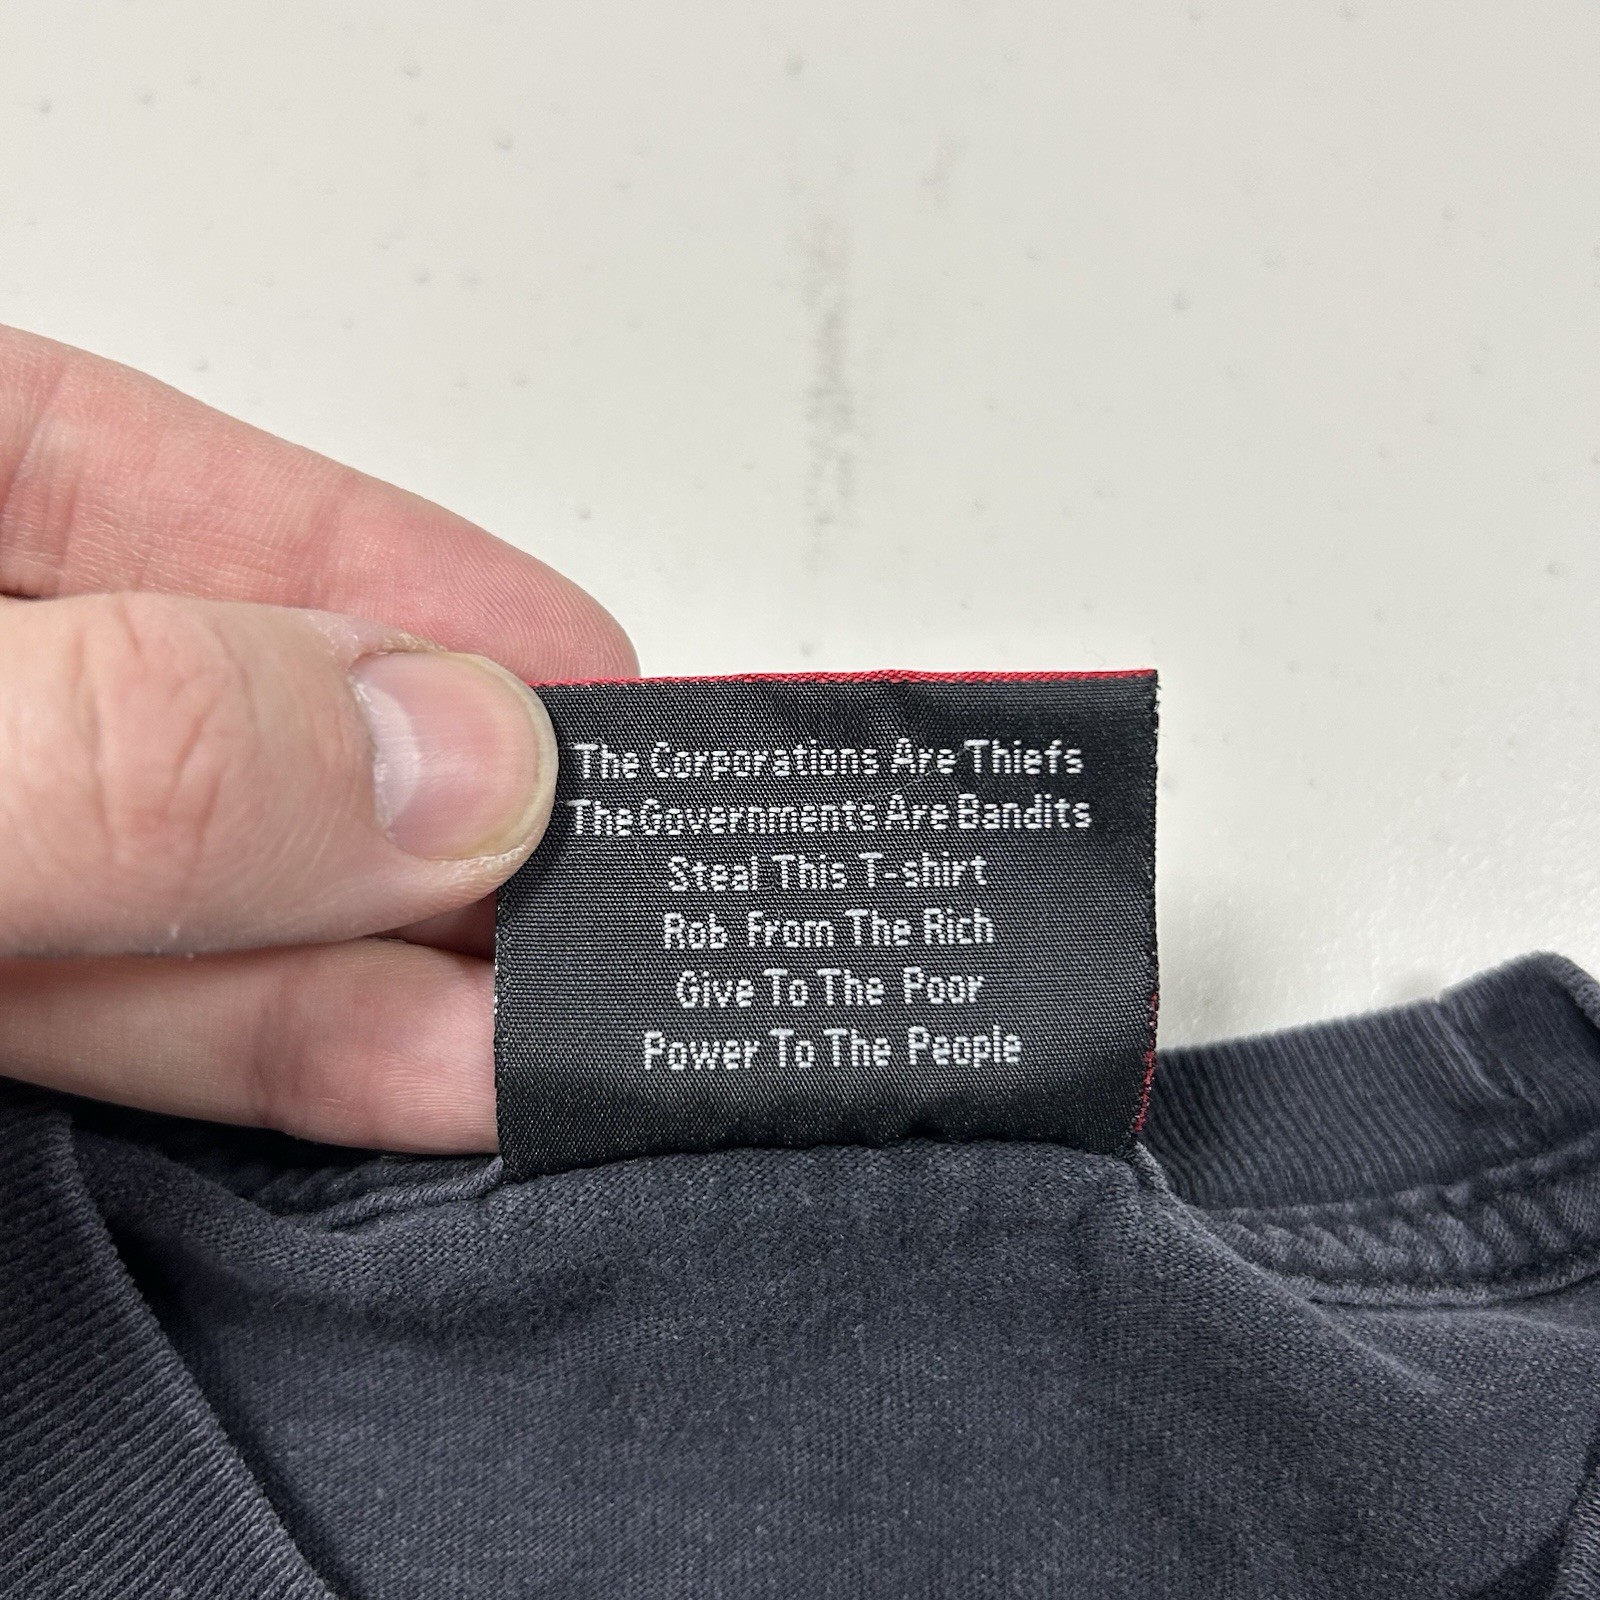 The Corporations Are Thiefs
The Governments Are Bandits
Steal This T-shirt
Rob From The Rich
Give To The Poor
Power To The People